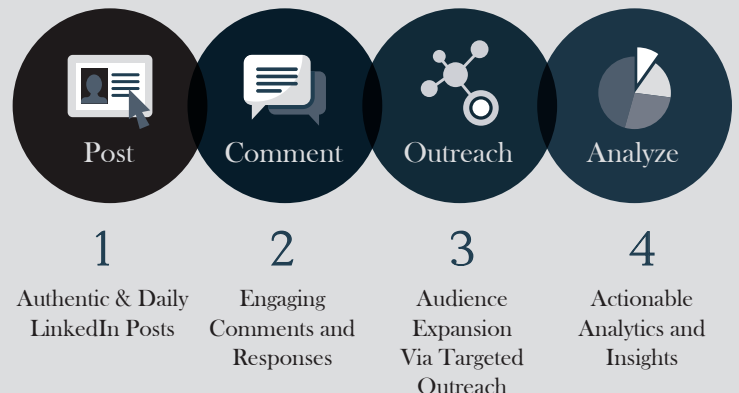 Post
Comment
Outreach
Analyze
1
Authentic & Daily
LinkedIn Posts
2
Engaging
Comments and
Responses
3
Audience
Expansion
Via Targeted
Outreach
4
Actionable
Analytics and
Insights